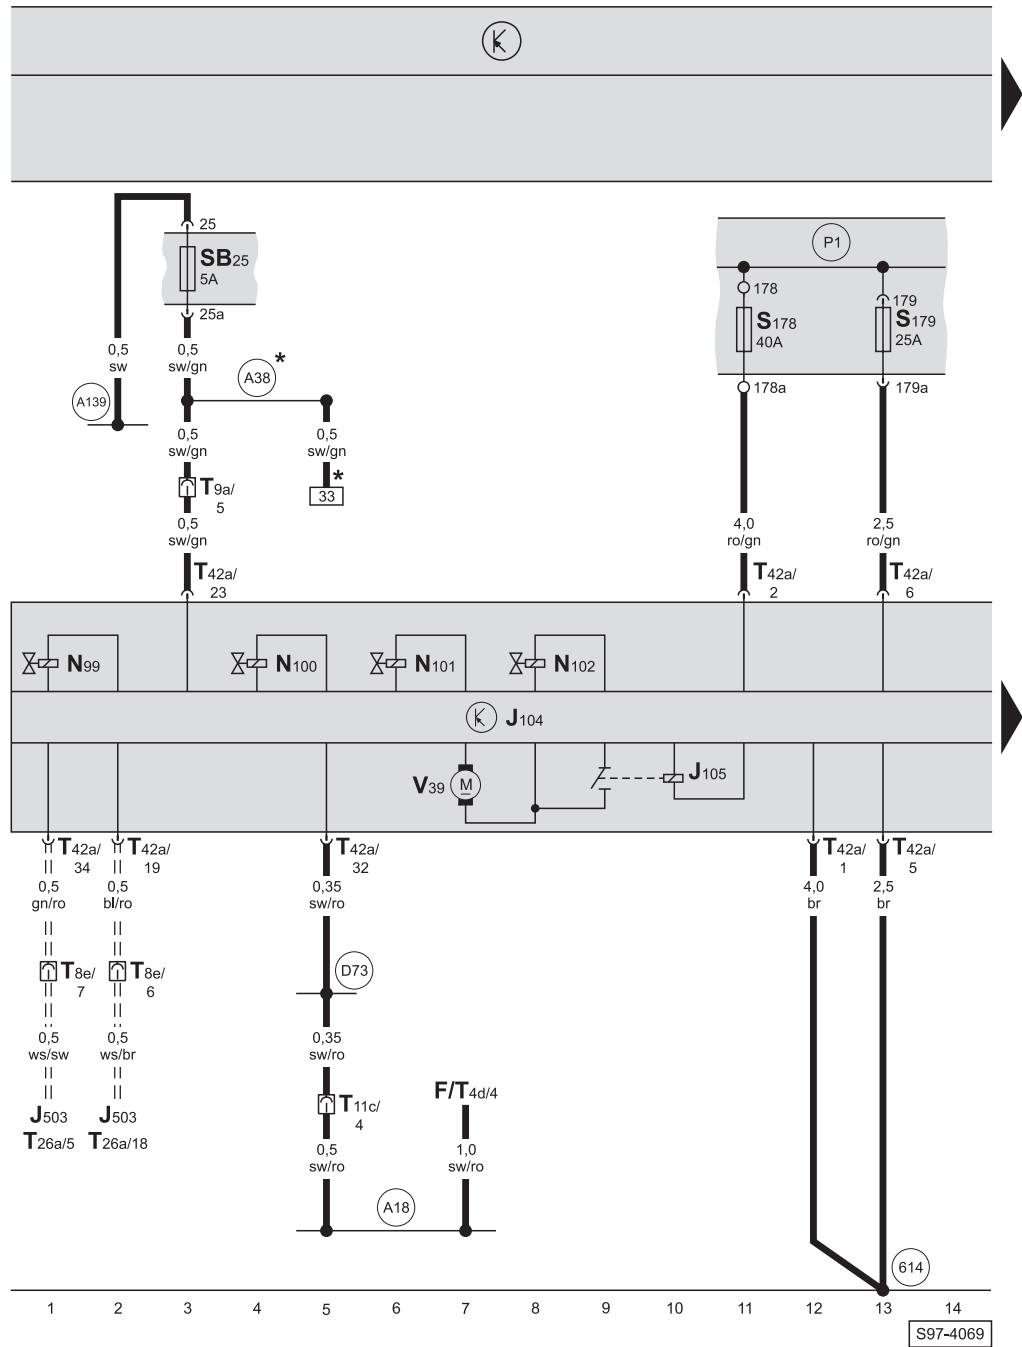 25
SB25
5A
25a
P1
178
179
S178
40A
S179
25A
178a
179a
0,5
sw
0,5
sw/gn
A38
*
A139
0,5
sw/gn
0,5
sw/gn
*
33
T9a/
5
0,5
sw/gn
4,0
ro/gn
2,5
ro/gn
T42a/
23
T42a/
2
T42a/
6
N99
N100
N101
N102
J104
V39
M
J105
T42a/
34
T42a/
19
T42a/
32
T42a/
1
T42a/
5
0,5
gn/ro
0,5
bl/ro
0,35
sw/ro
4,0
br
2,5
br
T8e/
7
T8e/
6
D73
0,5
ws/sw
0,5
ws/br
0,35
sw/ro
J503
T26a/5
J503
T26a/18
T11c/
4
F/T4d/4
0,5
sw/ro
1,0
sw/ro
A18
614
1 2 3 4 5 6 7 8 9 10 11 12 13 14
S97-4069